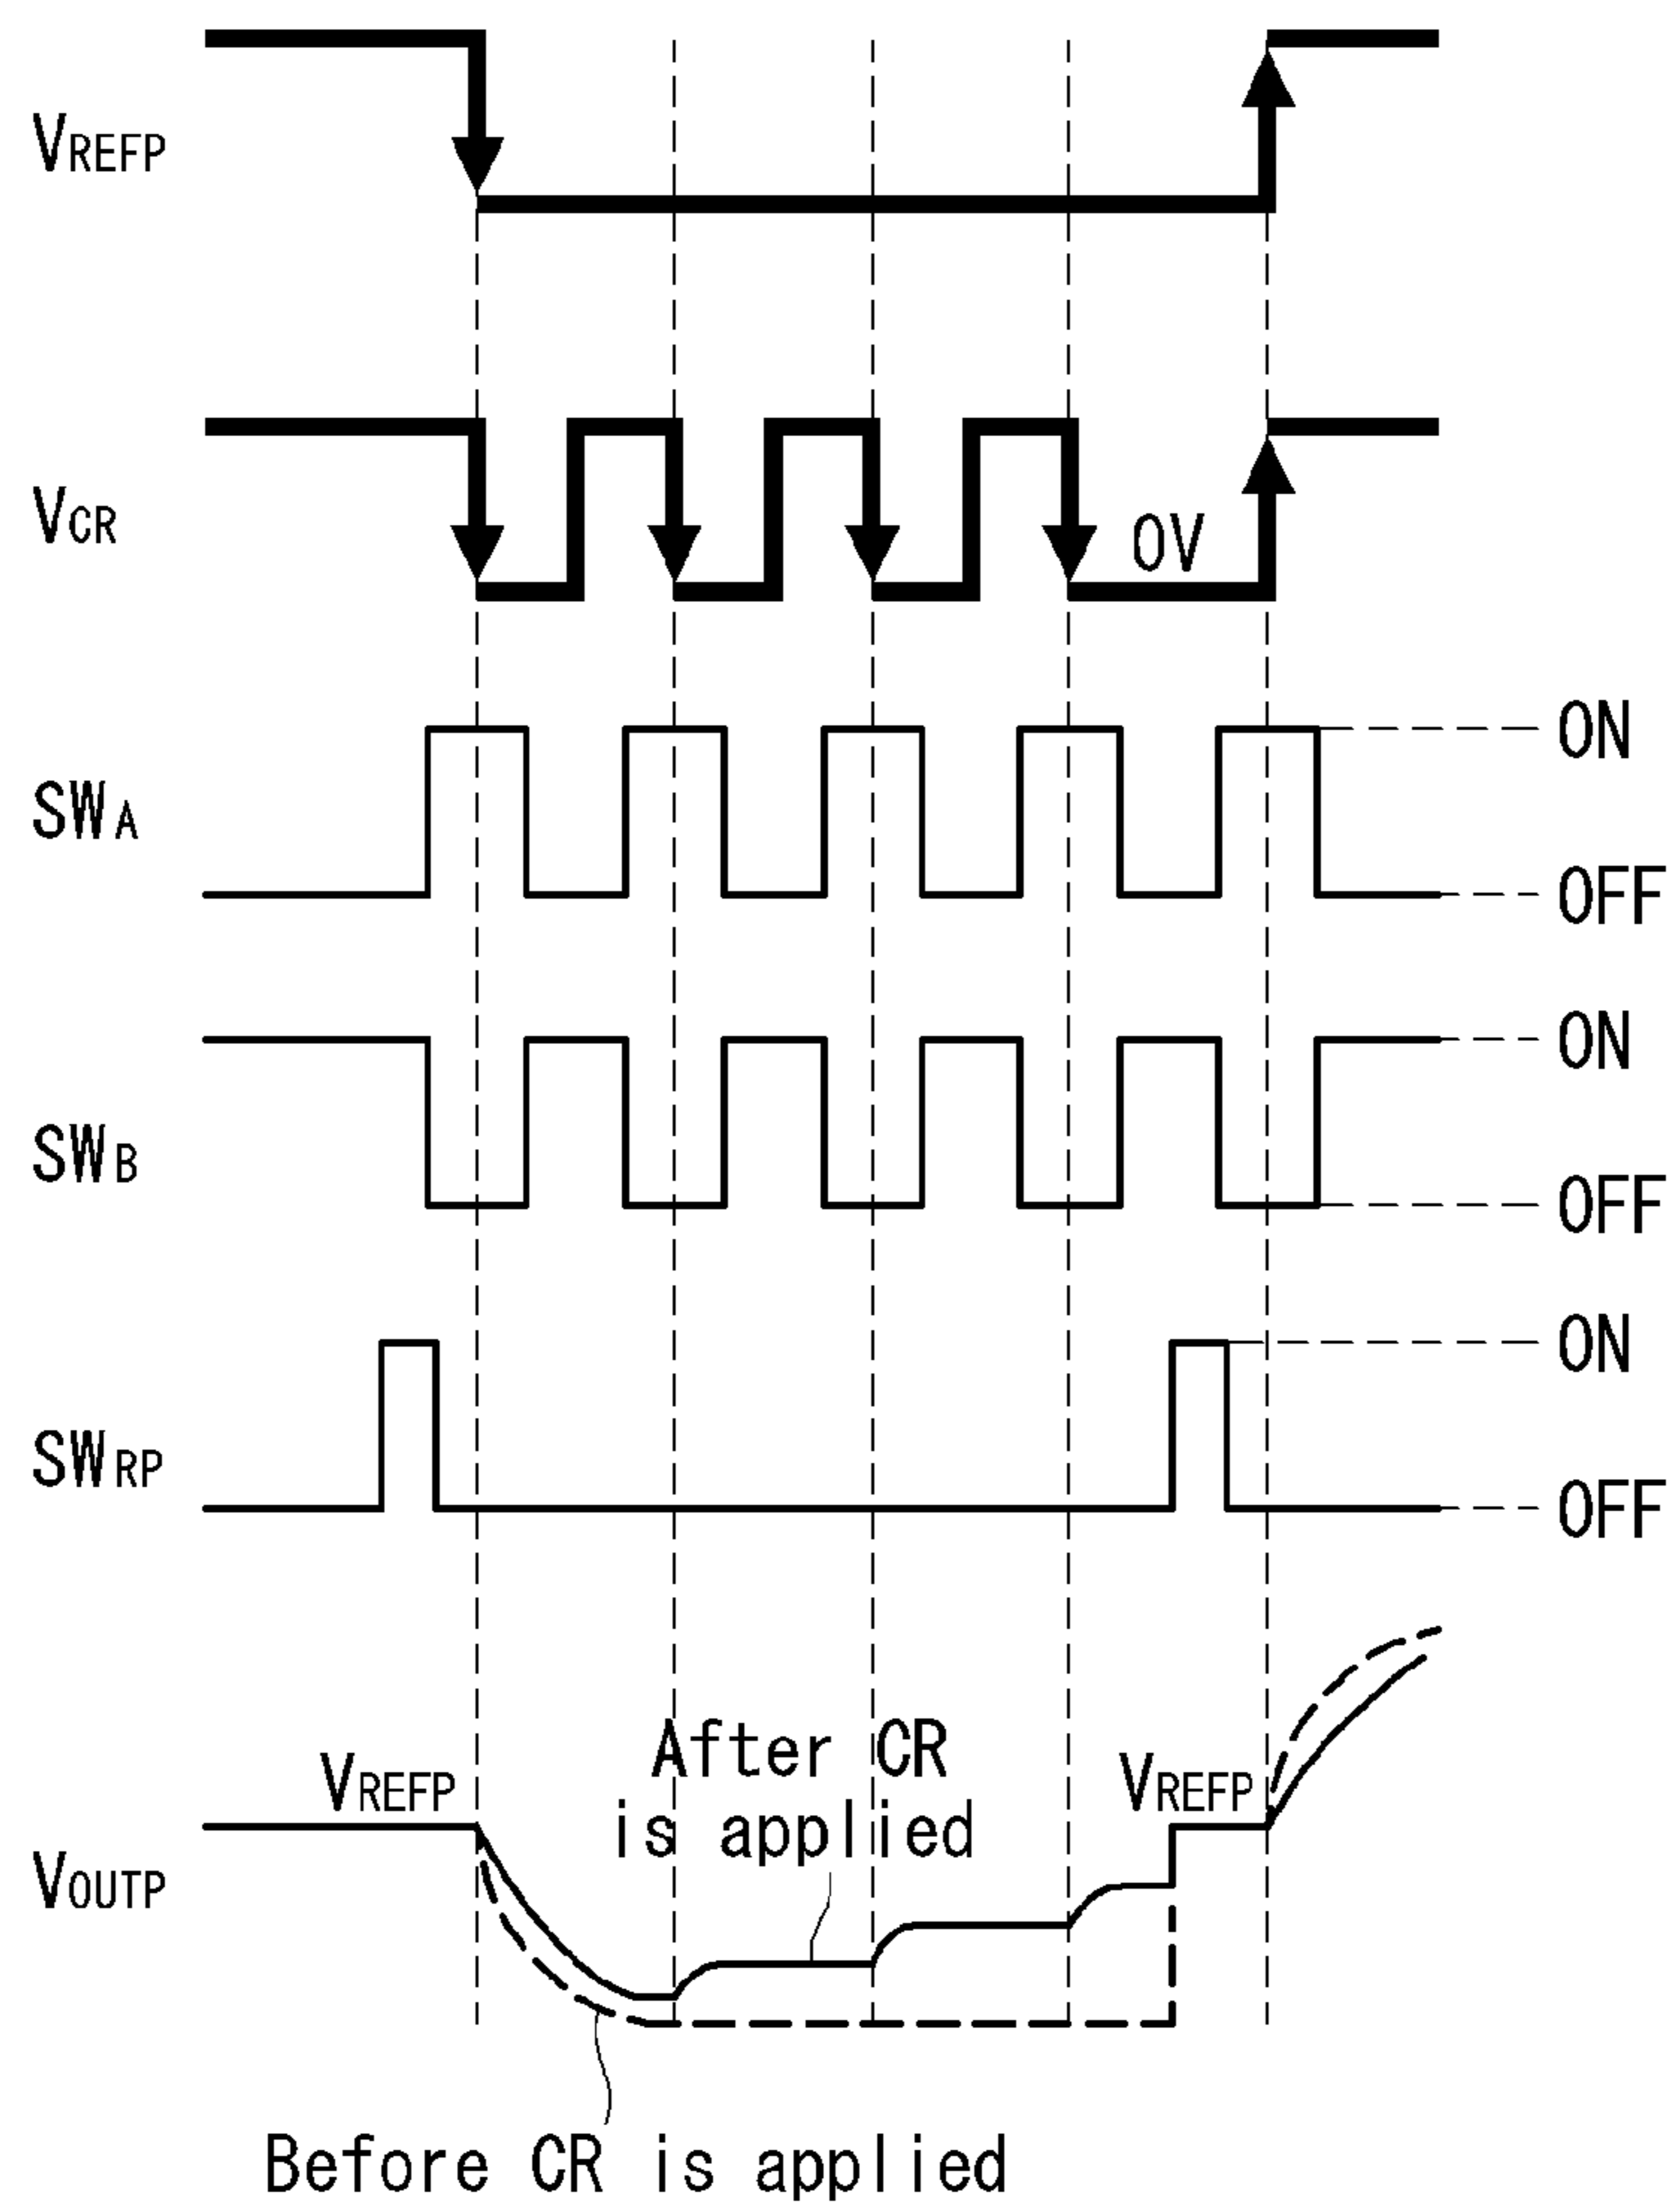 VREFP
VCR
0V
SWA
ON
OFF
SWB
ON
OFF
SWRP
ON
OFF
VOUTP
VREFP
After CR
is applied
VREFP
Before CR is applied